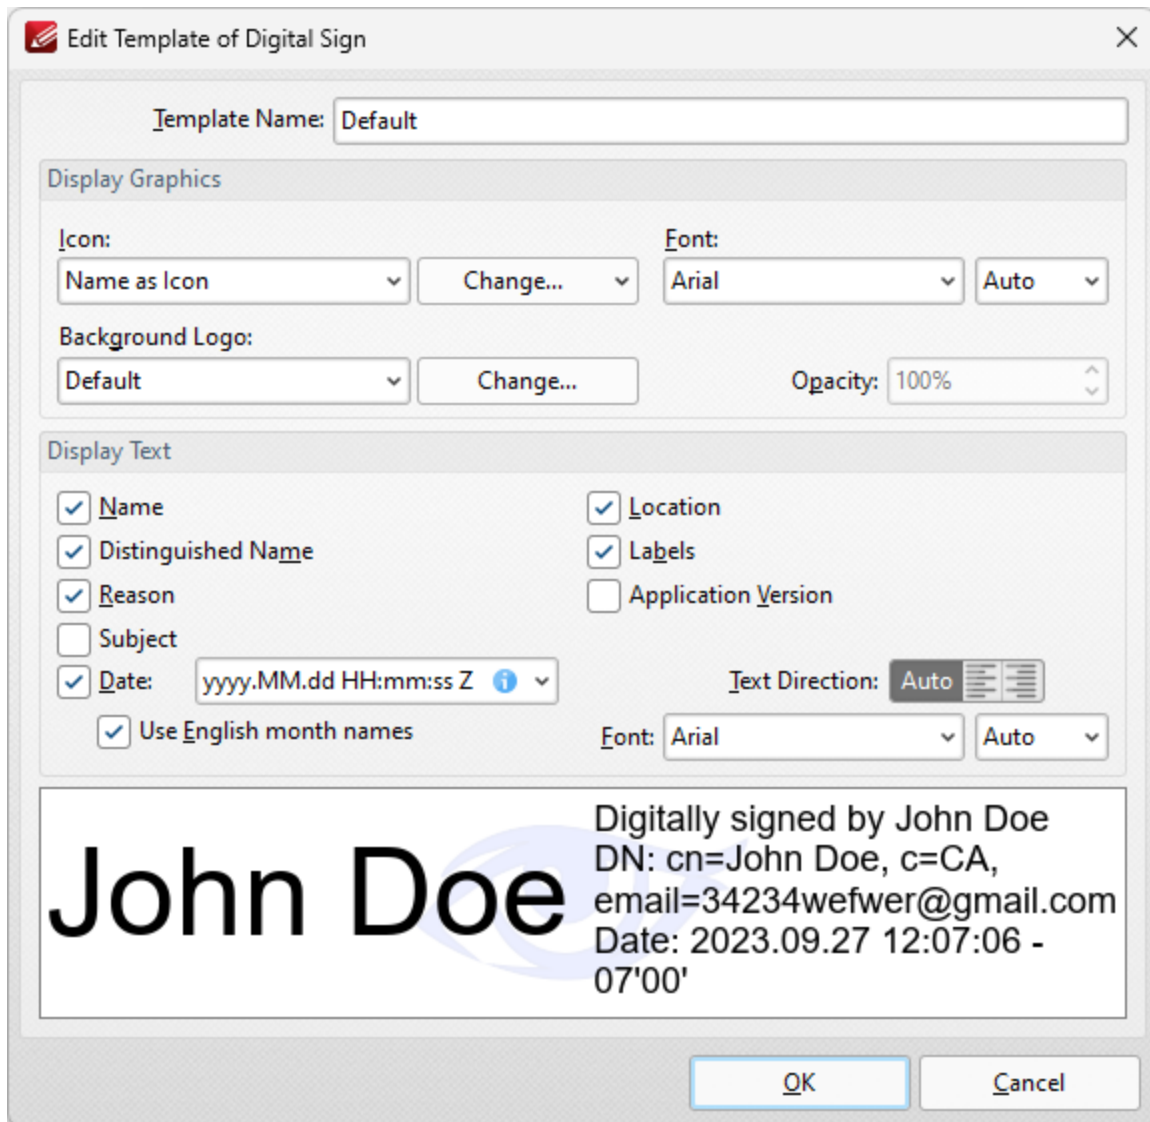 Edit Template of Digital Sign
Template Name: Default
Display Graphics
Icon: Font:
Name as Icon Change... Arial Auto
Background Logo:
Default Change... Opacity: 100%
Display Text
Name Location
Distinguished Name Labels
Reason Application Version
Subject
Date: yyyy.MM.dd HH:mm:ss Z Text Direction: Auto
Use English month names Font: Arial Auto
John Doe
Digitally signed by John Doe
DN: cn=John Doe, c=CA,
email=34234wefwer@gmail.com
Date: 2023.09.27 12:07:06 -
07'00'
OK Cancel